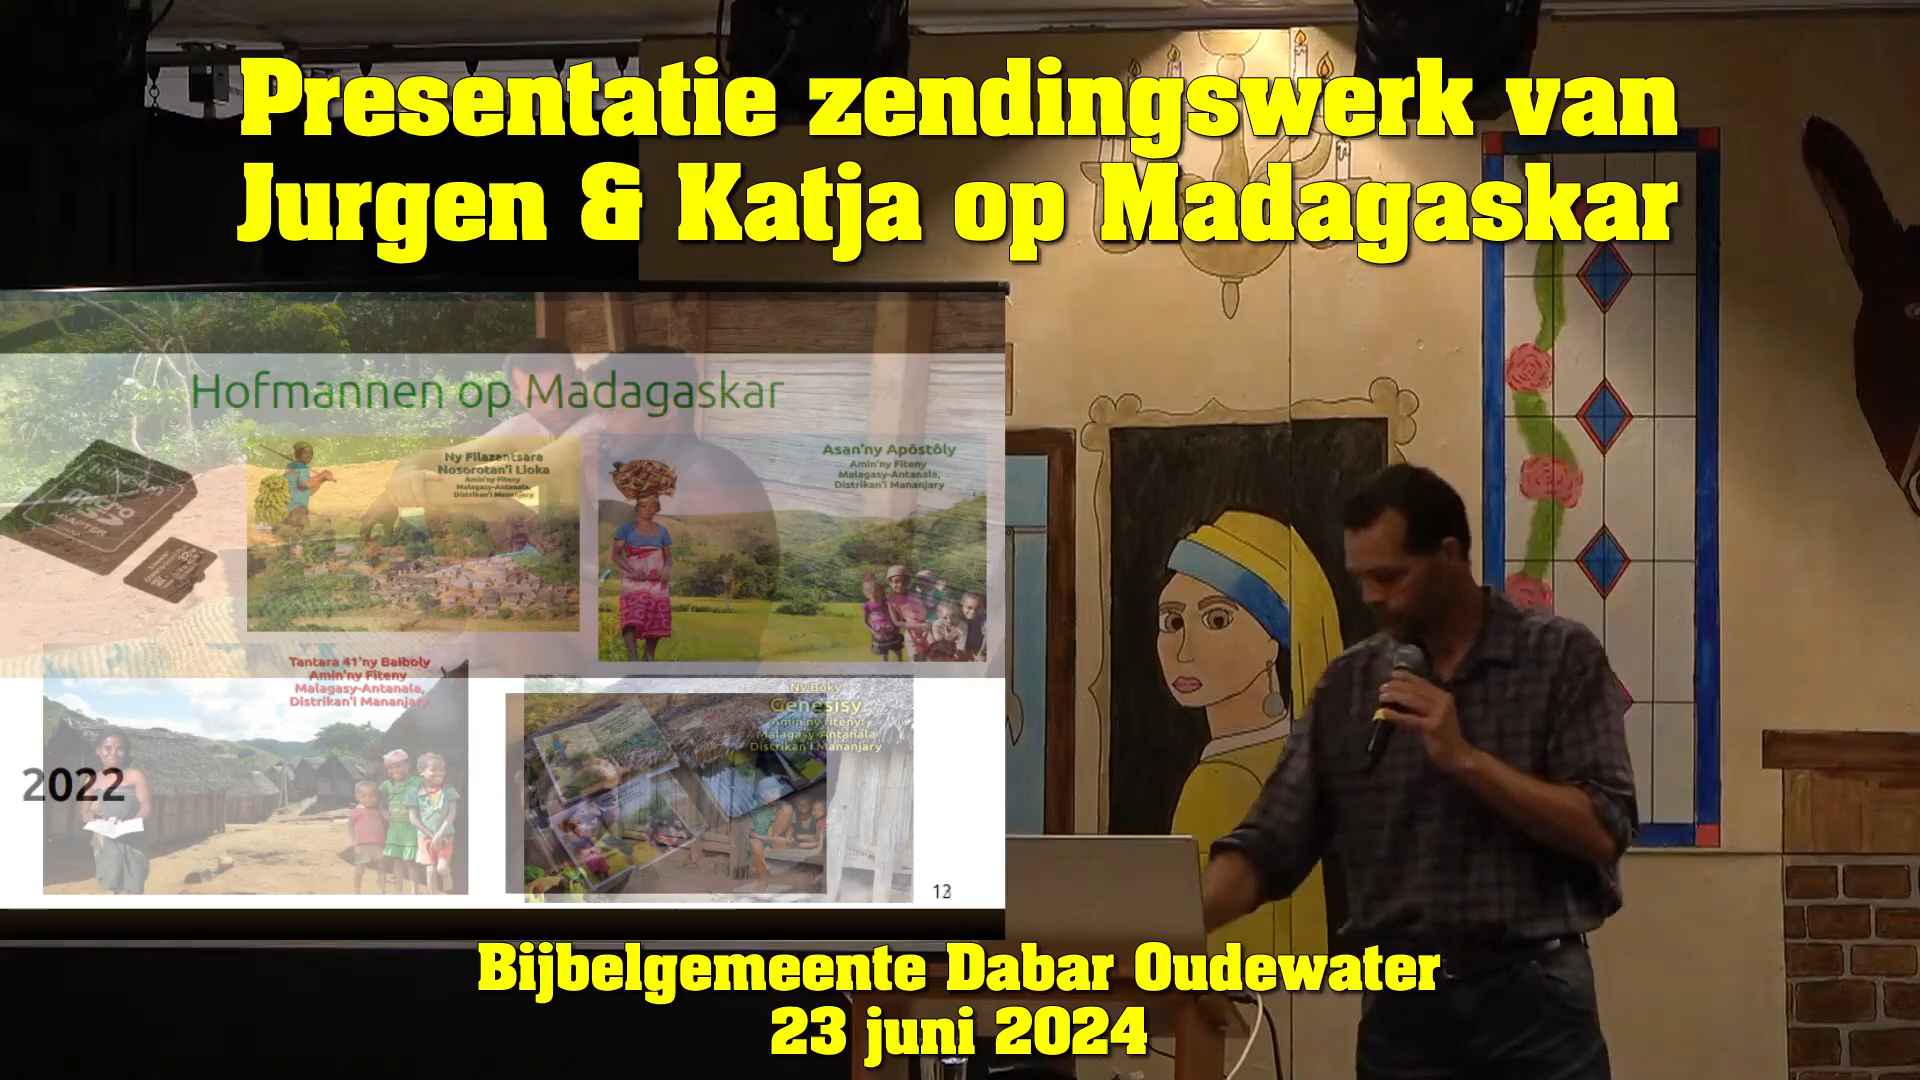 Presentatie zendingswerk van
Jurgen & Katja op Madagaskar
Hofmannen op Madagaskar
Ny Filazantsara
Nosorotan'i Lioka
Amin'ny Fiteny
Malagasy-Antanala,
Distrikan'i Mananjary
Asan'ny Apôstôly
Amin'ny Fiteny
Malagasy-Antanala,
Distrikan'i Mananjary
ADAPTER
Tantara 41'ny Baiboly
Amin'ny Fiteny
Malagasy-Antanala,
Distrikan'i Mananjary
Ny Boky
Genesisy
Amin'ny fiteny
Malagasy-Antanala
Distrikan'i Mananjary
2022
Bijbelgemeente Dabar Oudewater
23 juni 2024